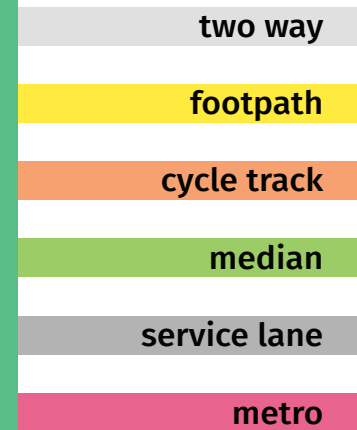 two way
footpath
cycle track
median
service lane
metro